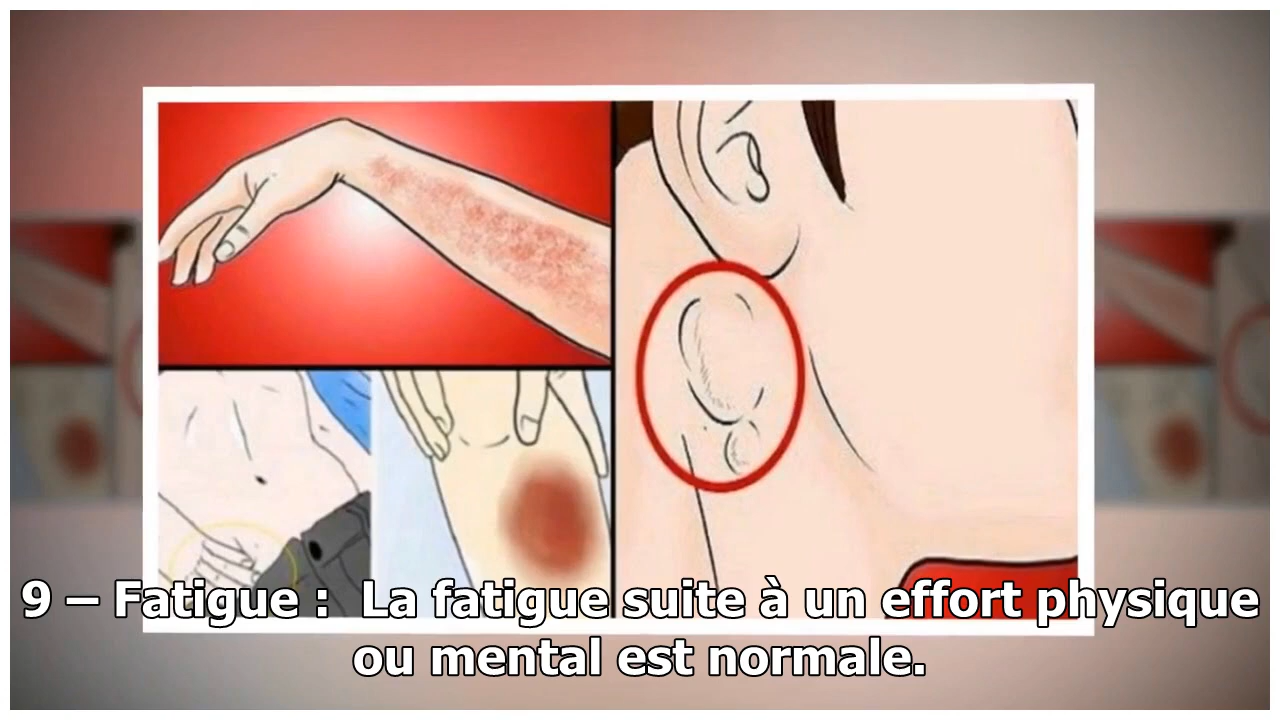 9 – Fatigue :  La fatigue suite à un effort physique
ou mental est normale.